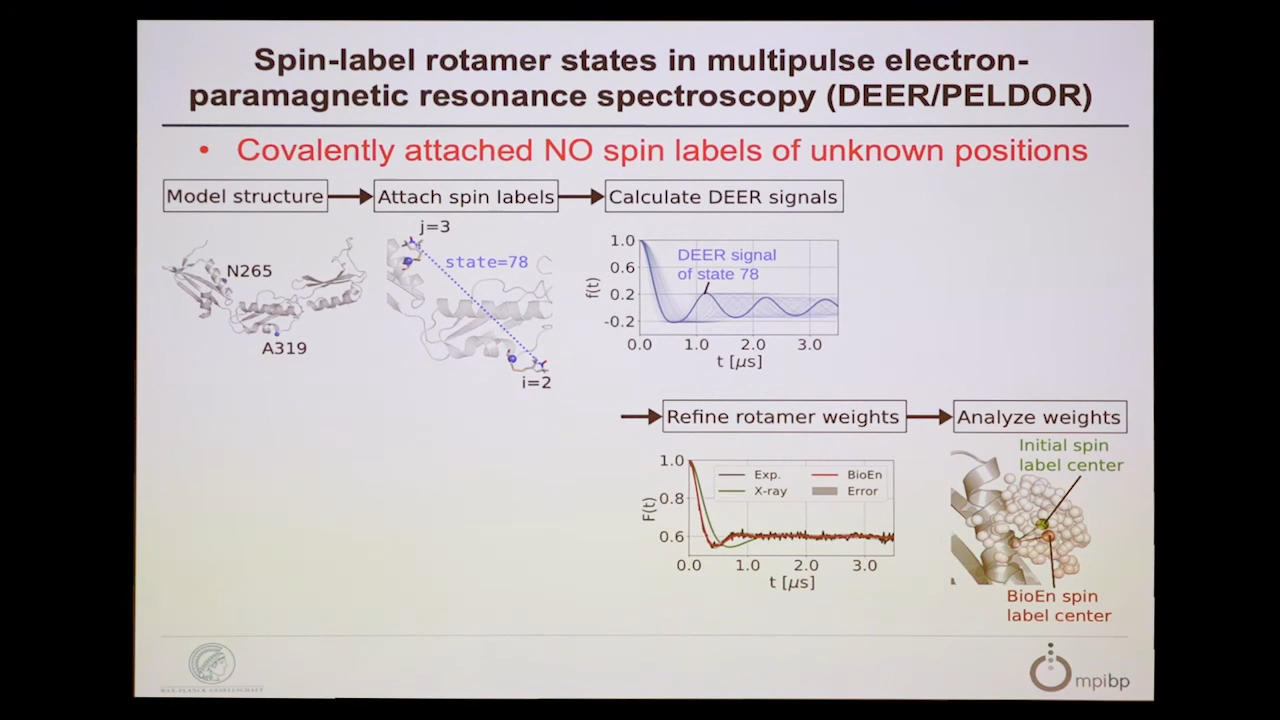 Spin-label rotamer states in multipulse electron-
paramagnetic resonance spectroscopy (DEER/PELDOR)
• Covalently attached NO spin labels of unknown positions
Model structure
Attach spin labels
Calculate DEER signals
N265
A319
j=3
state=78
i=2
1.0
0.6
0.2
-0.2
f(t)
DEER signal
of state 78
0.0 1.0 2.0 3.0
t [μs]
Refine rotamer weights
Analyze weights
1.0
0.8
0.6
F(t)
Exp. BioEn
X-ray Error
0.0 1.0 2.0 3.0
t [μs]
Initial spin
label center
BioEn spin
label center
MAX-PLANCK-GESELLSCHAFT
mpibp